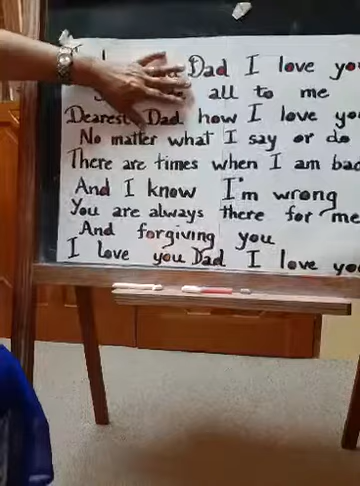 Dad I love
all to me
Dearest Dad how I love
No matter what I say or do
There are times when I am bad
And I know I'm wrong
You are always there for me
And forgiving you
I love you Dad I love